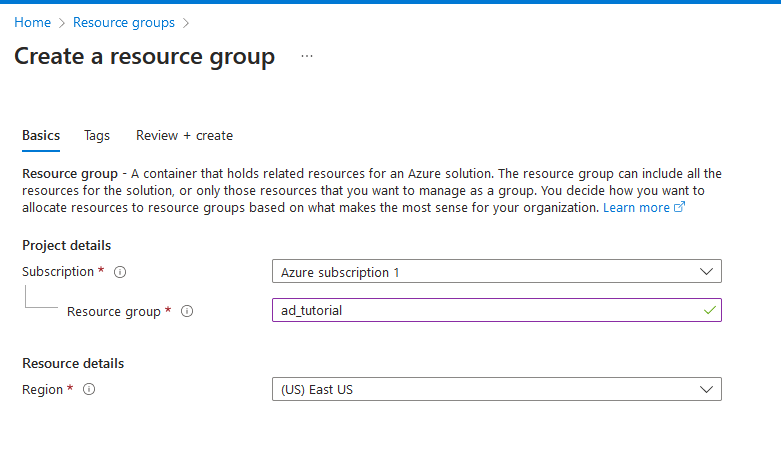 Home > Resource groups >
Create a resource group ...
Basics Tags Review + create
Resource group - A container that holds related resources for an Azure solution. The resource group can include all the
resources for the solution, or only those resources that you want to manage as a group. You decide how you want to
allocate resources to resource groups based on what makes the most sense for your organization. Learn more
Project details
Subscription * Azure subscription 1
Resource group * ad_tutorial
Resource details
Region * (US) East US